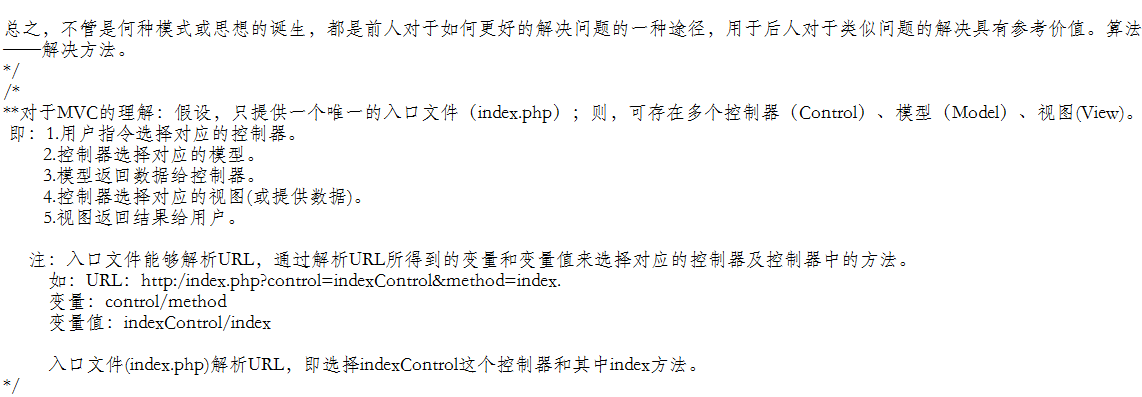 总之，不管是何种模式或思想的诞生，都是前人对于如何更好的解决问题的一种途径，用于后人对于类似问题的解决具有参考价值。算法
——解决方法。
*/
/*
**对于MVC的理解：假设，只提供一个唯一的入口文件（index.php）；则，可存在多个控制器（Control）、模型（Model）、视图(View)。
即：1.用户指令选择对应的控制器。
2.控制器选择对应的模型。
3.模型返回数据给控制器。
4.控制器选择对应的视图(或提供数据)。
5.视图返回结果给用户。
注：入口文件能够解析URL，通过解析URL所得到的变量和变量值来选择对应的控制器及控制器中的方法。
如：URL：http:/index.php?control=indexControl&method=index.
变量：control/method
变量值：indexControl/index
入口文件(index.php)解析URL，即选择indexControl这个控制器和其中index方法。
*/